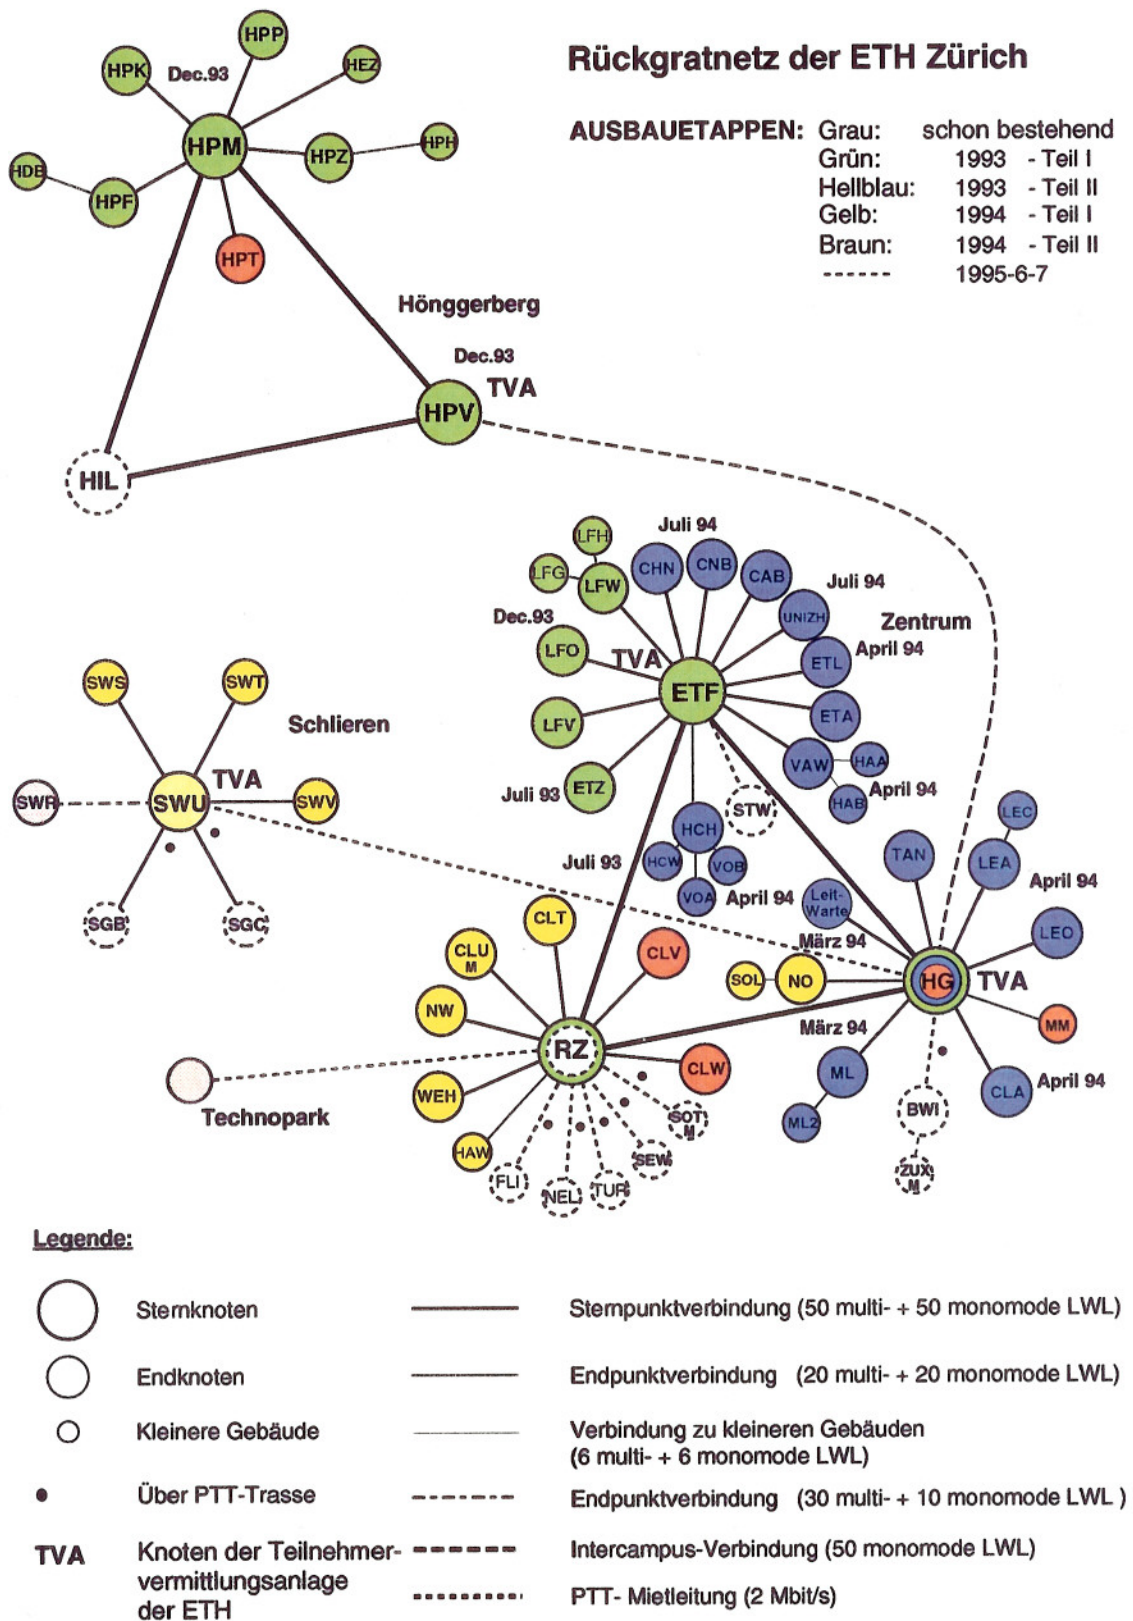 Rückgratnetz der ETH Zürich
AUSBAUETAPPEN: Grau: schon bestehend
Grün: 1993 - Teil I
Hellblau: 1993 - Teil II
Gelb: 1994 - Teil I
Braun: 1994 - Teil II
1995-6-7
HPP
HPK
Dec.93
HEZ
HPM
HPZ
HPH
HDB
HPF
HPT
Hönggerberg
Dec.93
TVA
HPV
HIL
Juli 94
LFH
LFG
LFW
CHN
CNB
CAB
Juli 94
UNIZH
Zentrum
Dec.93
LFO
TVA
ETL
April 94
ETF
LFV
ETA
VAW
HAA
Juli 93
ETZ
STW
HAB
April 94
SWS
SWT
Schlieren
TVA
SWR
SWU
SWV
SGB
SGC
HCH
Juli 93
HCW
VOB
VOA
April 94
LEC
TAN
LEA
April 94
Leit-
Warte
LEO
März 94
CLT
CLU
M
CLV
SOL
NO
HG
TVA
NW
März 94
MM
RZ
CLW
ML
CLA
April 94
Technopark
WEH
ML2
BWI
SOT
M
HAW
FLI
NEL
TUR
SEW
ZUX
M
Legende:
Sternknoten
Sternpunktverbindung (50 multi- + 50 monomode LWL)
Endknoten
Endpunktverbindung (20 multi- + 20 monomode LWL)
Kleinere Gebäude
Verbindung zu kleineren Gebäuden
(6 multi- + 6 monomode LWL)
Über PTT-Trasse
Endpunktverbindung (30 multi- + 10 monomode LWL )
TVA
Knoten der Teilnehmer-
vermittlungsanlage
der ETH
Intercampus-Verbindung (50 monomode LWL)
PTT- Mietleitung (2 Mbit/s)